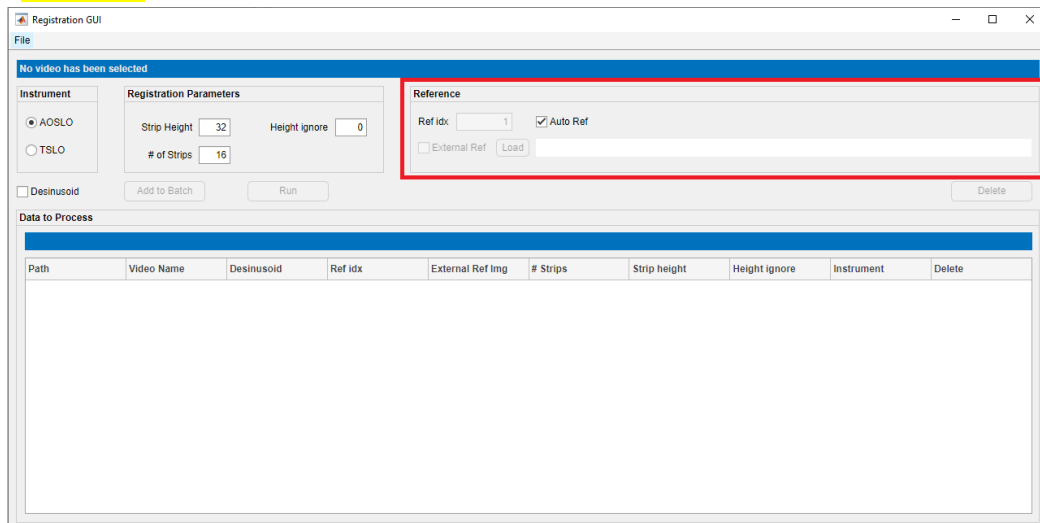 Registration GUI
File
No video has been selected
Instrument
AOSLO
TSLO
Registration Parameters
Strip Height 32 Height ignore 0
# of Strips 16
Reference
Ref idx 1 Auto Ref
External Ref Load
Desinusoid Add to Batch Run Delete
Data to Process
Path Video Name Desinusoid Ref idx External Ref Img # Strips Strip height Height ignore Instrument Delete